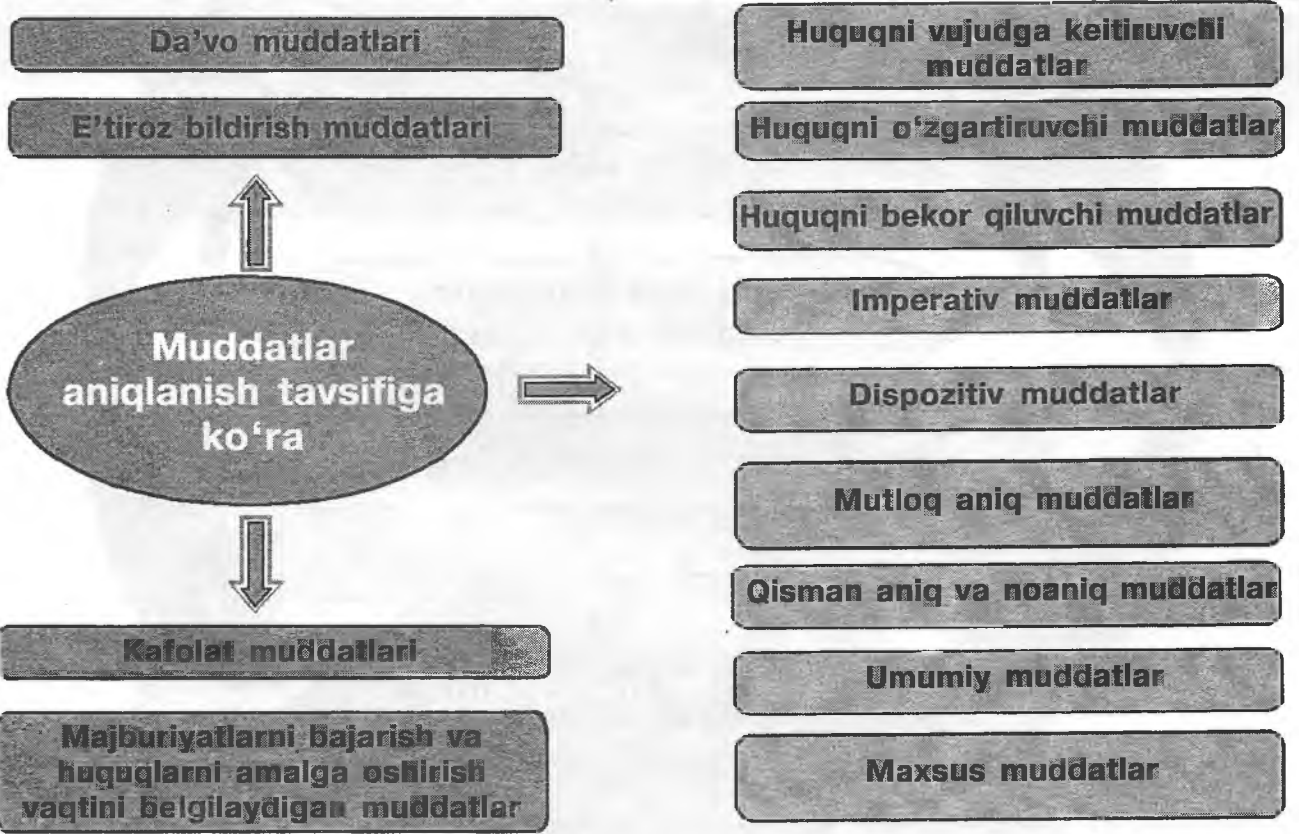 Da'vo muddatlari
E'tiroz bildirish muddatlari
Muddatlar
aniqlanish tavsifiga
ko‘ra
Kafolat muddatlari
Majburiyatlarni bajarish va
huquqlarni amalga oshirish
vaqtini belgilaydigan muddatlar
Huquqni vujudga keitiruvchi
muddatlar
Huquqni o‘zgartiruvchi muddatlar
Huquqni bekor qiluvchi muddatlar
Imperativ muddatlar
Dispozitiv muddatlar
Mutloq aniq muddatlar
Qisman aniq va noaniq muddatlar
Umumiy muddatlar
Maxsus muddatlar